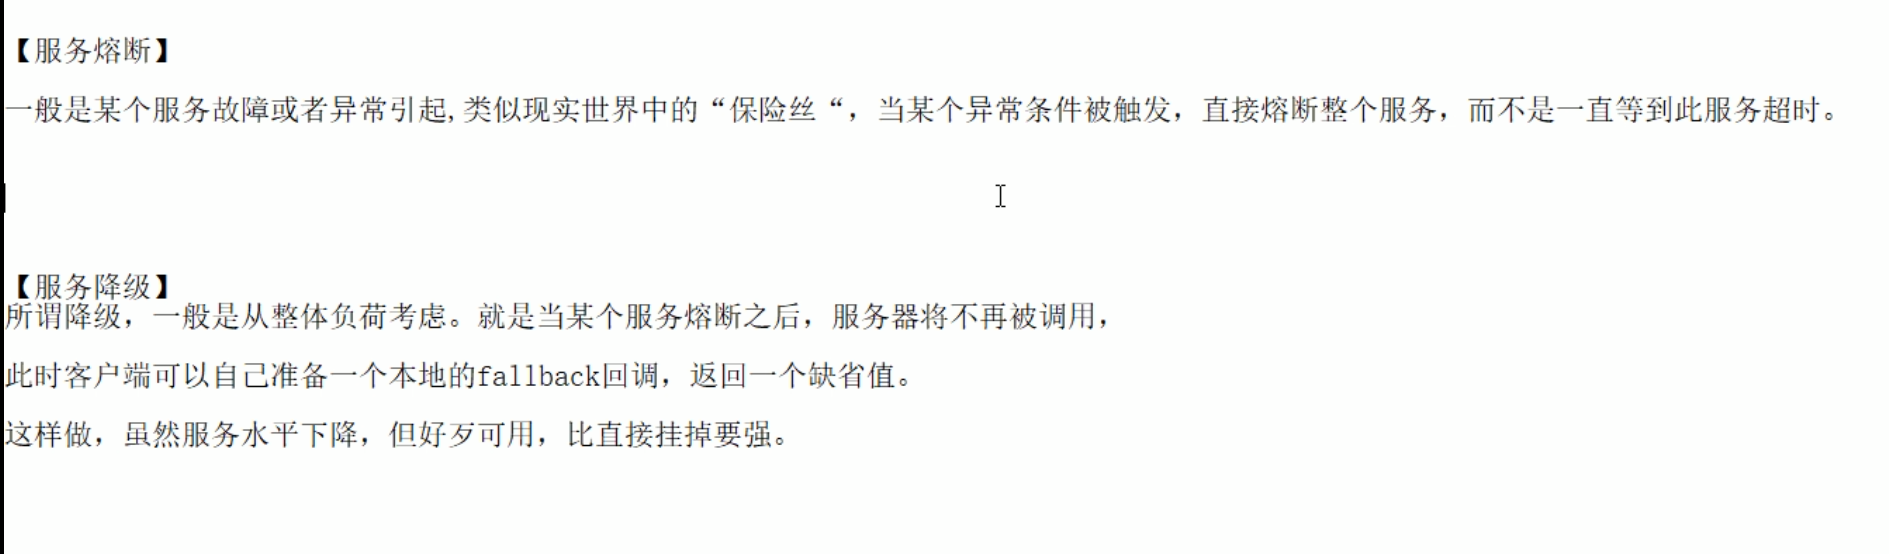 【服务熔断】
一般是某个服务故障或者异常引起,类似现实世界中的“保险丝“，当某个异常条件被触发，直接熔断整个服务，而不是一直等到此服务超时。
【服务降级】
所谓降级，一般是从整体负荷考虑。就是当某个服务熔断之后，服务器将不再被调用，
此时客户端可以自己准备一个本地的fallback回调，返回一个缺省值。
这样做，虽然服务水平下降，但好歹可用，比直接挂掉要强。